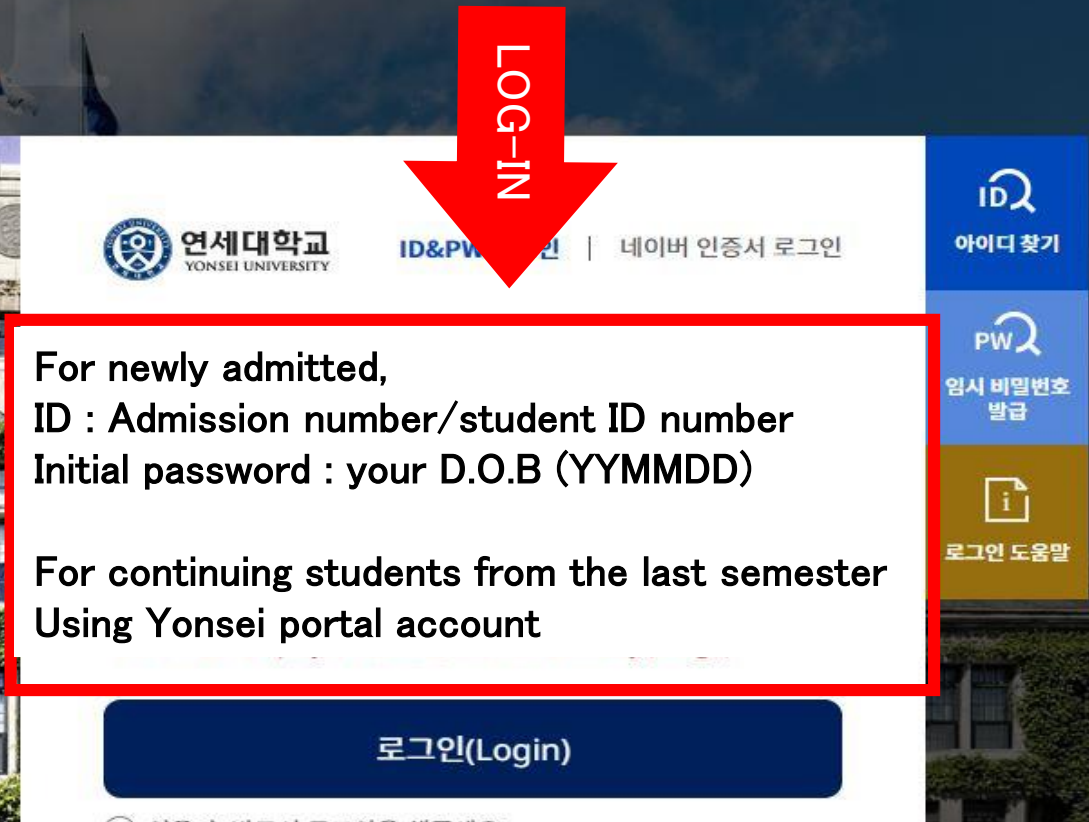 LOG-IN
연세대학교
YONSEI UNIVERSITY
ID&PW 인 | 네이버 인증서 로그인
ID
아이디 찾기
PW
임시 비밀번호
발급
i
로그인 도움말
For newly admitted,
ID : Admission number/student ID number
Initial password : your D.O.B (YYMMDD)
For continuing students from the last semester
Using Yonsei portal account
로그인(Login)